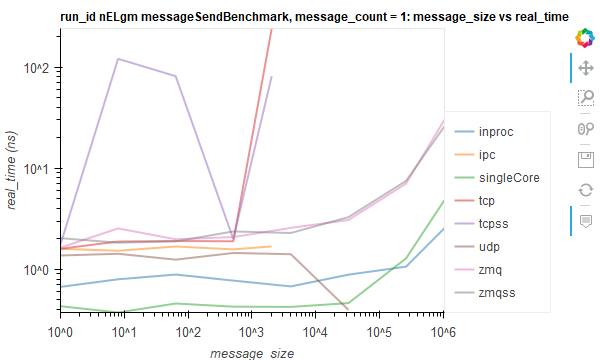 run_id nELgm messageSendBenchmark, message_count = 1: message_size vs real_time
10^2
10^1
10^0
real_time (ns)
10^0
10^1
10^2
10^3
10^4
10^5
10^6
message_size
inproc
ipc
singleCore
tcp
tcpss
udp
zmq
zmqss